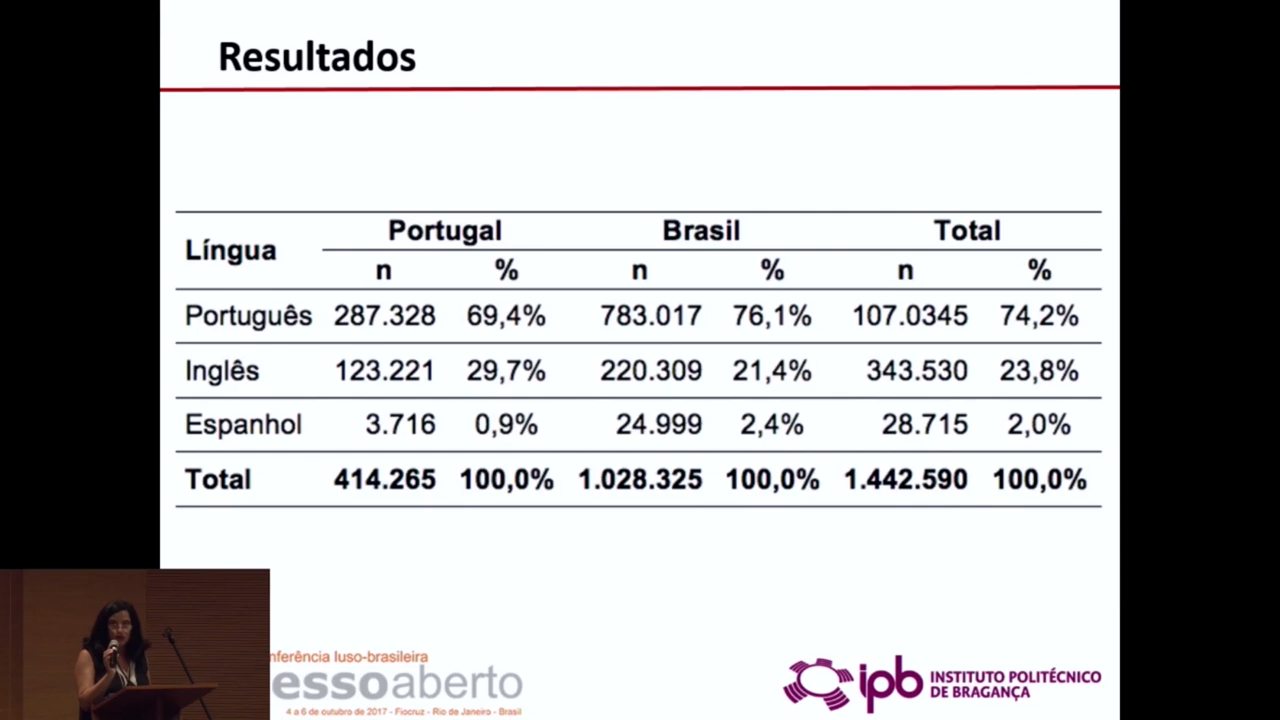 Resultados
Língua Portugal Brasil Total
n % n % n %
Português 287.328 69,4% 783.017 76,1% 107.0345 74,2%
Inglês 123.221 29,7% 220.309 21,4% 343.530 23,8%
Espanhol 3.716 0,9% 24.999 2,4% 28.715 2,0%
Total 414.265 100,0% 1.028.325 100,0% 1.442.590 100,0%
nferência luso-brasileira
essoaberto
4 a 6 de outubro de 2017 - Fiocruz - Rio de Janeiro - Brasil
ipb INSTITUTO POLITÉCNICO
DE BRAGANÇA